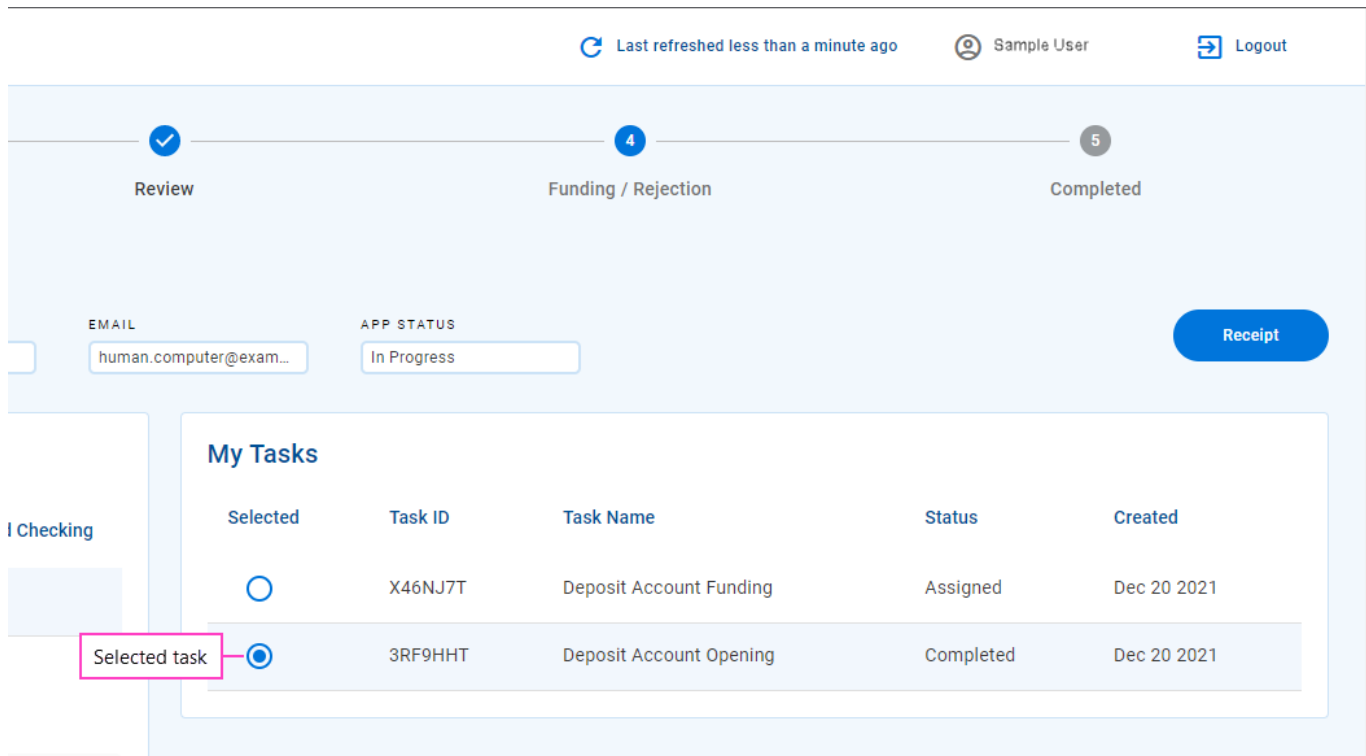 Last refreshed less than a minute ago Sample User Logout
4 5
Review Funding / Rejection Completed
EMAIL APP STATUS
human.computer@exam... In Progress Receipt
My Tasks
Selected Task ID Task Name Status Created
Checking
X46NJ7T Deposit Account Funding Assigned Dec 20 2021
Selected task 3RF9HHT Deposit Account Opening Completed Dec 20 2021